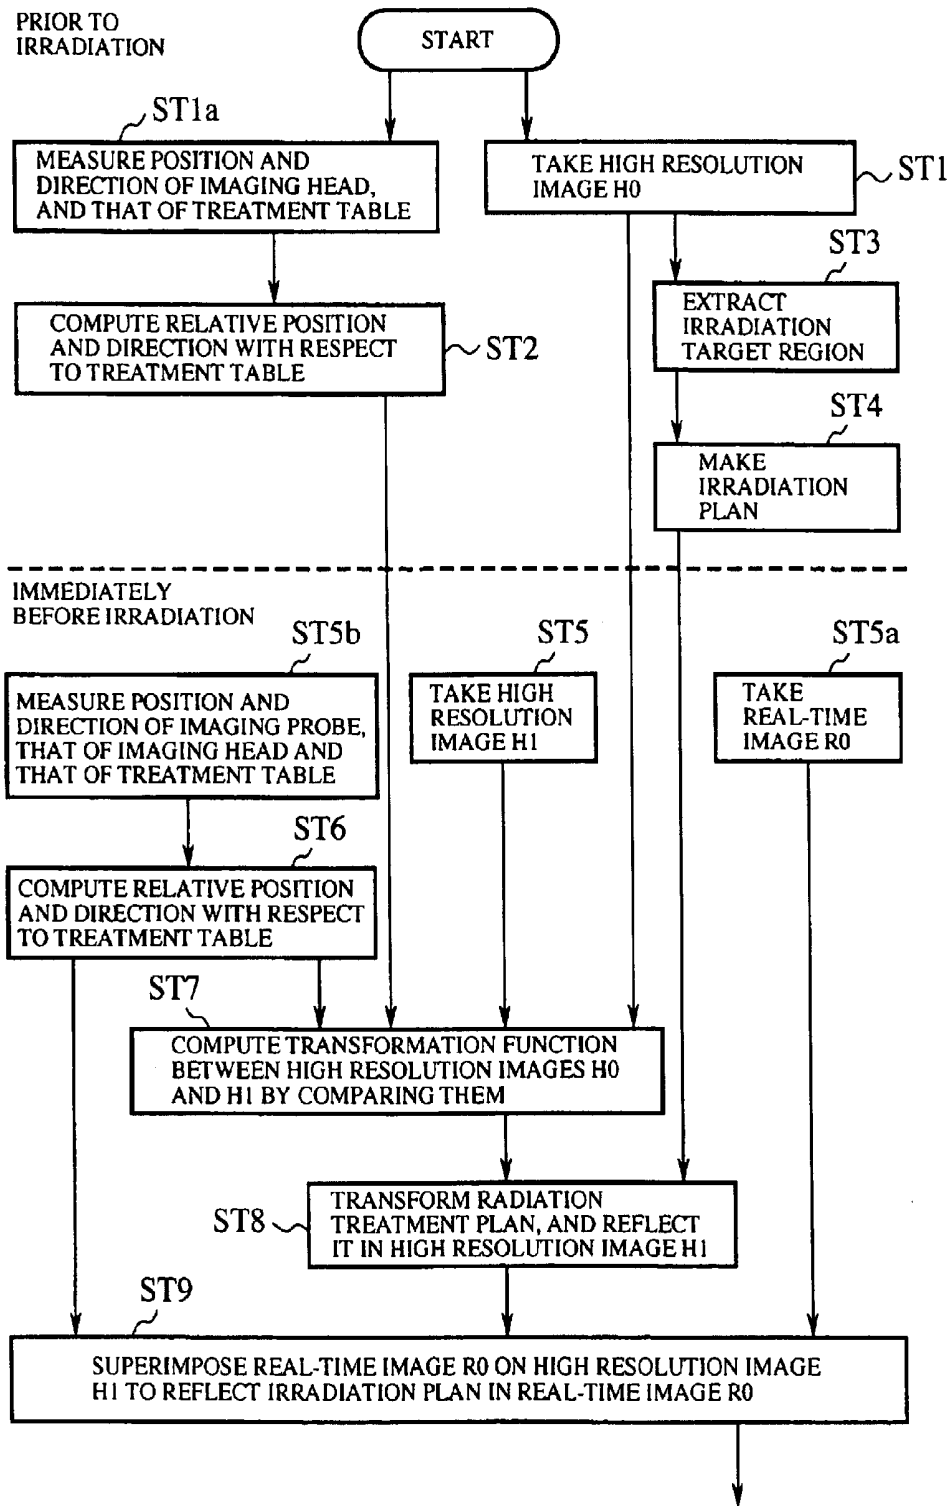 PRIOR TO
IRRADIATION
START
ST1a
MEASURE POSITION AND
DIRECTION OF IMAGING HEAD,
AND THAT OF TREATMENT TABLE
TAKE HIGH RESOLUTION
IMAGE H0
ST1
ST3
COMPUTE RELATIVE POSITION
AND DIRECTION WITH RESPECT
TO TREATMENT TABLE
ST2
EXTRACT
IRRADIATION
TARGET REGION
ST4
MAKE
IRRADIATION
PLAN
IMMEDIATELY
BEFORE IRRADIATION
ST5b
MEASURE POSITION AND
DIRECTION OF IMAGING PROBE,
THAT OF IMAGING HEAD AND
THAT OF TREATMENT TABLE
ST5
TAKE HIGH
RESOLUTION
IMAGE H1
ST5a
TAKE
REAL-TIME
IMAGE R0
ST6
COMPUTE RELATIVE POSITION
AND DIRECTION WITH RESPECT
TO TREATMENT TABLE
ST7
COMPUTE TRANSFORMATION FUNCTION
BETWEEN HIGH RESOLUTION IMAGES H0
AND H1 BY COMPARING THEM
ST8
TRANSFORM RADIATION
TREATMENT PLAN, AND REFLECT
IT IN HIGH RESOLUTION IMAGE H1
ST9
SUPERIMPOSE REAL-TIME IMAGE R0 ON HIGH RESOLUTION IMAGE
H1 TO REFLECT IRRADIATION PLAN IN REAL-TIME IMAGE R0